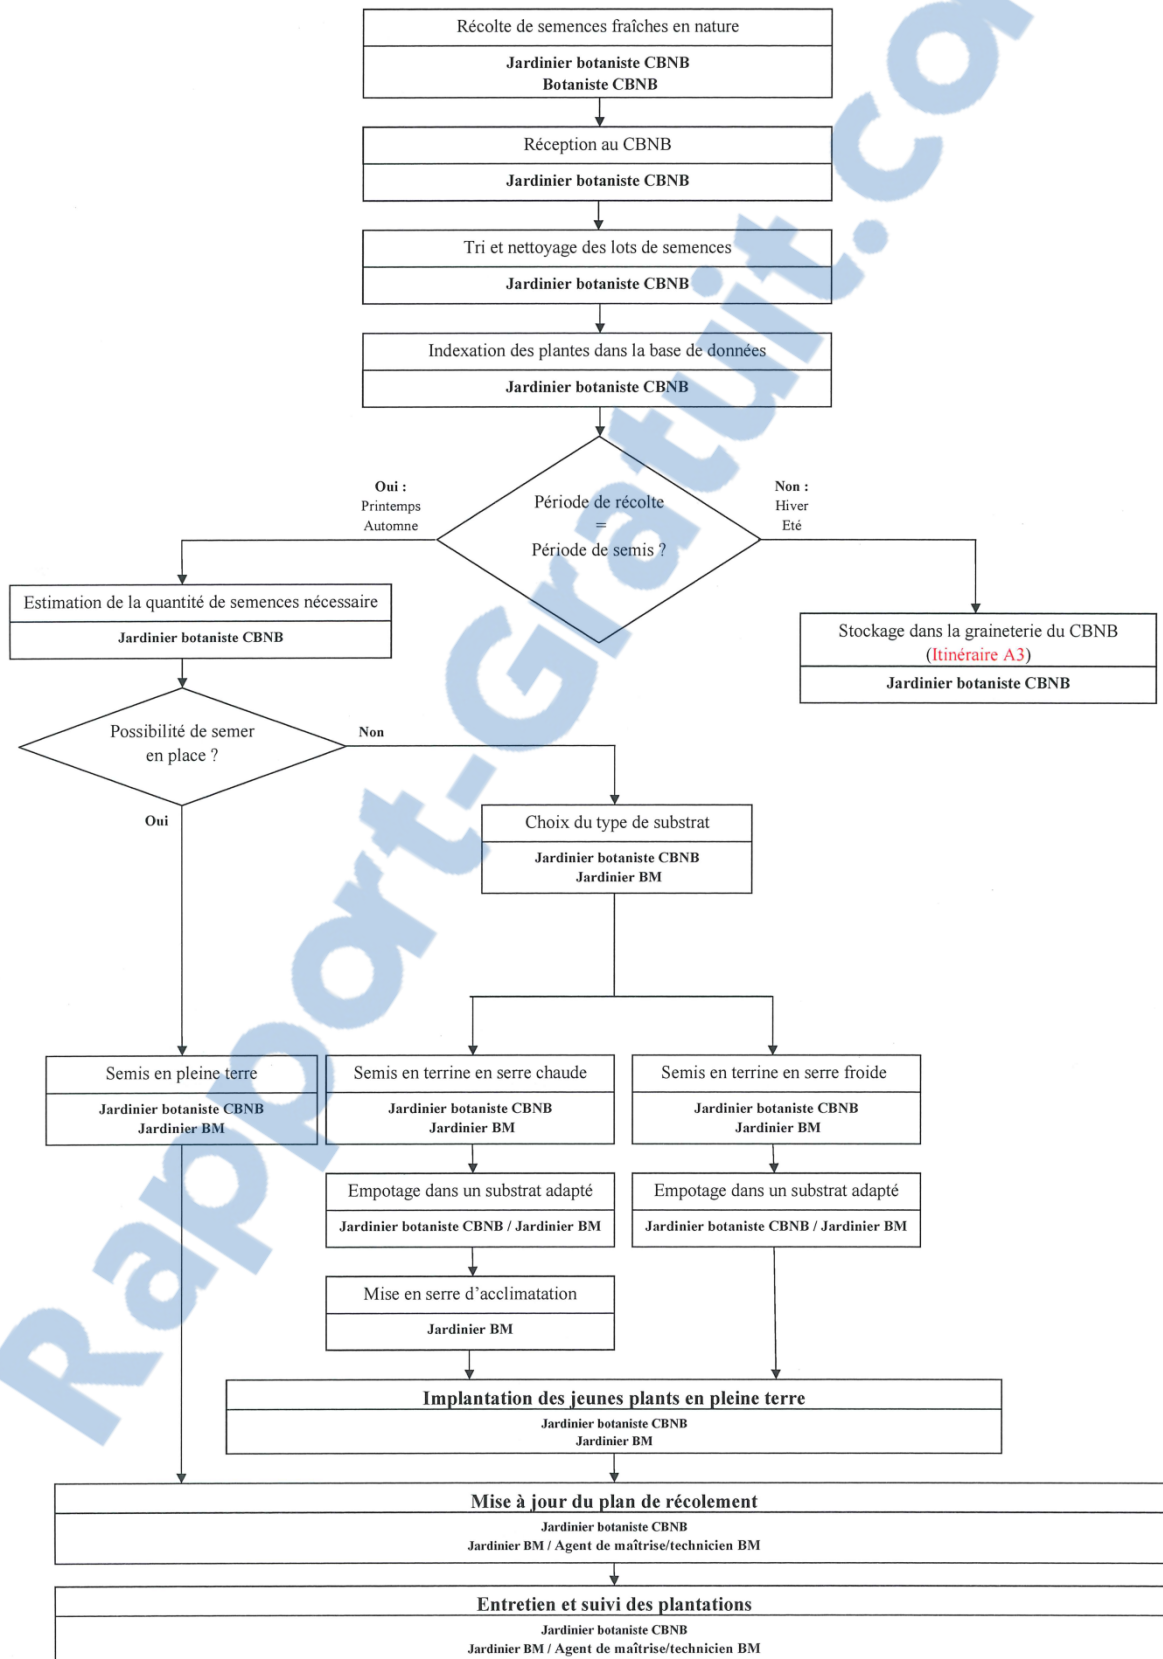 Récolte de semences fraîches en nature
Jardinier botaniste CBNB
Botaniste CBNB
Réception au CBNB
Jardinier botaniste CBNB
Tri et nettoyage des lots de semences
Jardinier botaniste CBNB
Indexation des plantes dans la base de données
Jardinier botaniste CBNB
Oui :
Printemps
Automne
Période de récolte
=
Période de semis ?
Non :
Hiver
Eté
Estimation de la quantité de semences nécessaire
Jardinier botaniste CBNB
Stockage dans la graineterie du CBNB
(Itinéraire A3)
Jardinier botaniste CBNB
Possibilité de semer
en place ?
Non
Oui
Choix du type de substrat
Jardinier botaniste CBNB
Jardinier BM
Semis en pleine terre
Jardinier botaniste CBNB
Jardinier BM
Semis en terrine en serre chaude
Jardinier botaniste CBNB
Jardinier BM
Semis en terrine en serre froide
Jardinier botaniste CBNB
Jardinier BM
Empotage dans un substrat adapté
Jardinier botaniste CBNB / Jardinier BM
Empotage dans un substrat adapté
Jardinier botaniste CBNB / Jardinier BM
Mise en serre d'acclimatation
Jardinier BM
Implantation des jeunes plants en pleine terre
Jardinier botaniste CBNB
Jardinier BM
Mise à jour du plan de récolement
Jardinier botaniste CBNB
Jardinier BM / Agent de maîtrise/technicien BM
Entretien et suivi des plantations
Jardinier botaniste CBNB
Jardinier BM / Agent de maîtrise/technicien BM
Rapport-Gratuit.co